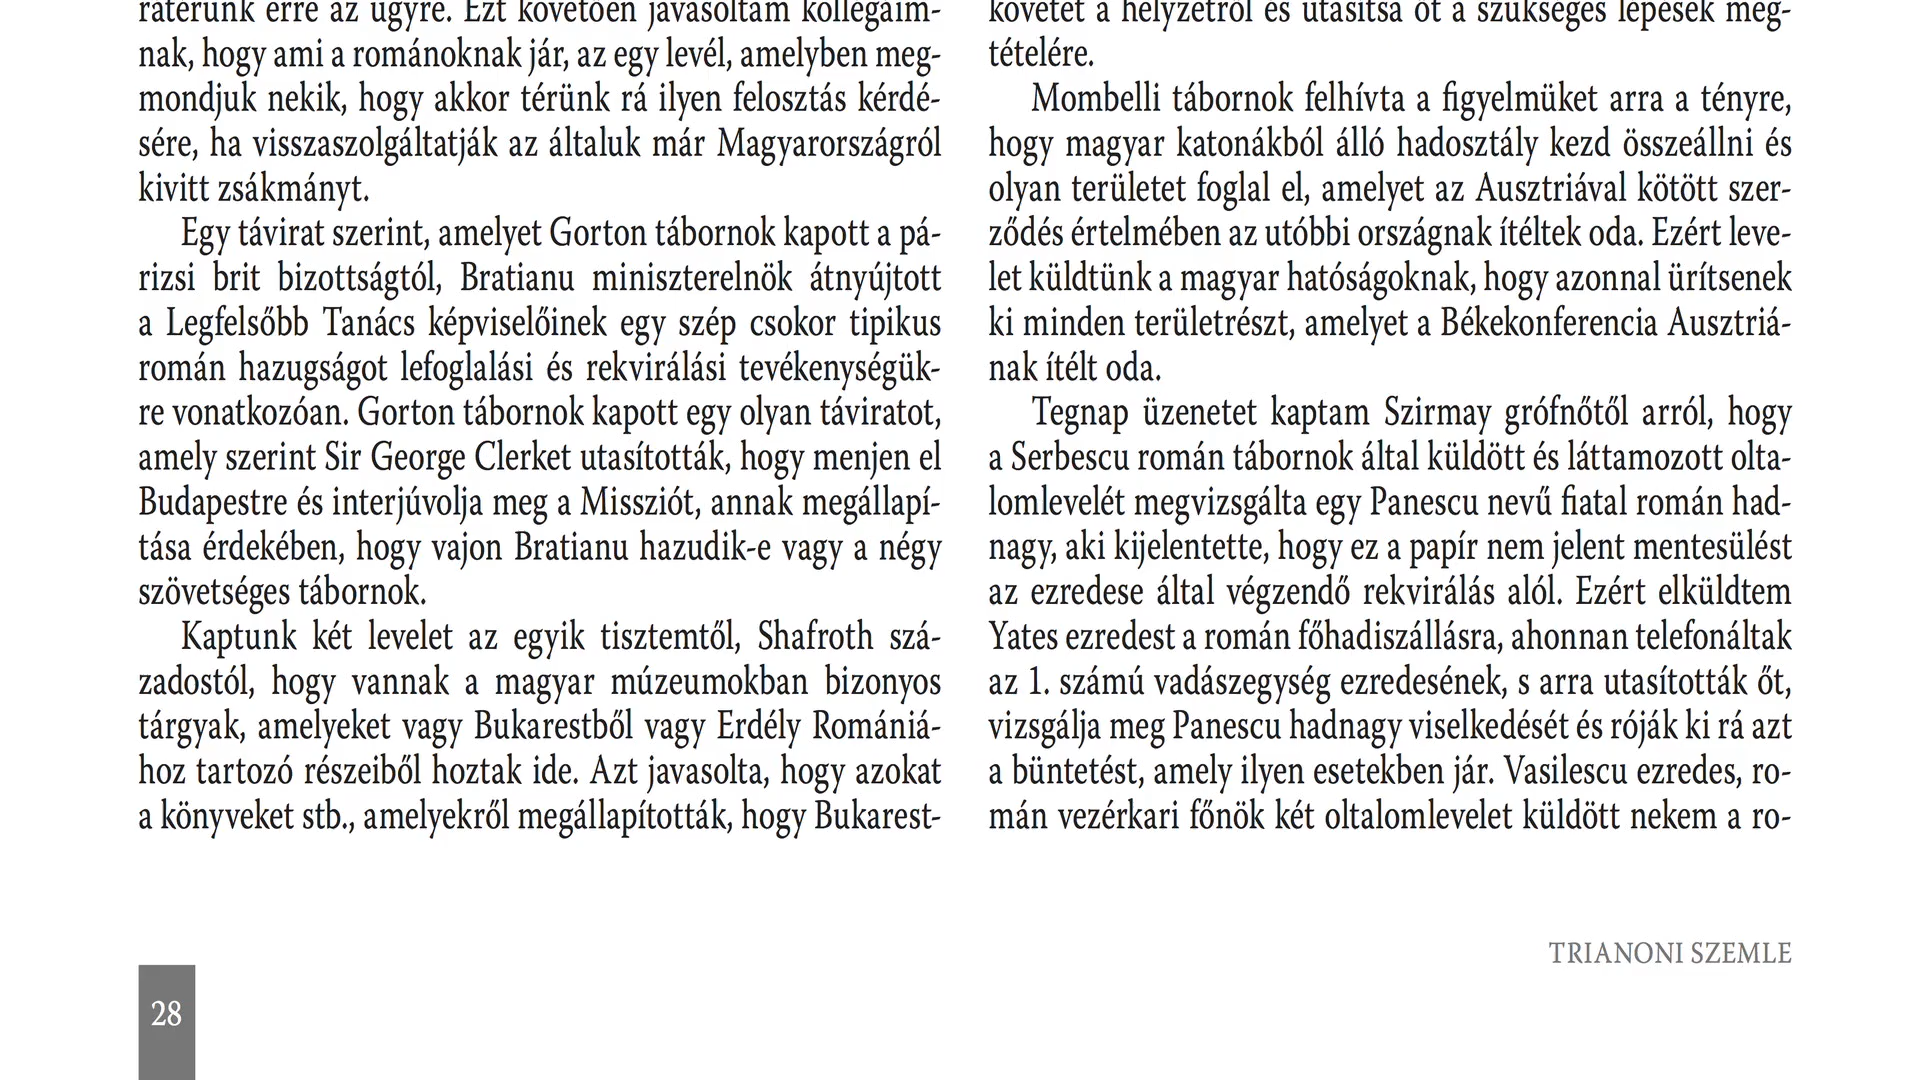 rátérünk erre az ügyre. Ezt követően javasoltam kollégáim-
nak, hogy ami a románoknak jár, az egy levél, amelyben meg-
mondjuk nekik, hogy akkor térünk rá ilyen felosztás kérdé-
sére, ha visszaszolgáltatják az általuk már Magyarországról
kivitt zsákmányt.
Egy távirat szerint, amelyet Gorton tábornok kapott a pá-
rizsi brit bizottságtól, Bratianu miniszterelnök átnyújtott
a Legfelsőbb Tanács képviselőinek egy szép csokor tipikus
román hazugságot lefoglalási és rekvirálási tevékenységük-
re vonatkozóan. Gorton tábornok kapott egy olyan táviratot,
amely szerint Sir George Clerket utasították, hogy menjen el
Budapestre és interjúvolja meg a Missziót, annak megállapí-
tása érdekében, hogy vajon Bratianu hazudik-e vagy a négy
szövetséges tábornok.
Kaptunk két levelet az egyik tisztemtől, Shafroth szá-
zadostól, hogy vannak a magyar múzeumokban bizonyos
tárgyak, amelyeket vagy Bukarestből vagy Erdély Romániá-
hoz tartozó részeiből hoztak ide. Azt javasolta, hogy azokat
a könyveket stb., amelyekről megállapították, hogy Bukarest-
követet a helyzetről és utasítsa őt a szükséges lépések meg-
tételére.
Mombelli tábornok felhívta a figyelmüket arra a tényre,
hogy magyar katonákból álló hadosztály kezd összeállni és
olyan területet foglal el, amelyet az Ausztriával kötött szer-
ződés értelmében az utóbbi országnak ítéltek oda. Ezért leve-
let küldtünk a magyar hatóságoknak, hogy azonnal ürítsenek
ki minden területrészt, amelyet a Békekonferencia Ausztriá-
nak ítélt oda.
Tegnap üzenetet kaptam Szirmay grófnőtől arról, hogy
a Serbescu román tábornok által küldött és láttamozott olta-
lomlevelét megvizsgálta egy Panescu nevű fiatal román had-
nagy, aki kijelentette, hogy ez a papír nem jelent mentesülést
az ezredese által végzendő rekvirálás alól. Ezért elküldtem
Yates ezredest a román főhadiszállásra, ahonnan telefonáltak
az 1. számú vadászegység ezredesének, s arra utasították őt,
vizsgálja meg Panescu hadnagy viselkedését és róják ki rá azt
a büntetést, amely ilyen esetekben jár. Vasilescu ezredes, ro-
mán vezérkari főnök két oltalomlevelet küldött nekem a ro-
TRIANONI SZEMLE
28